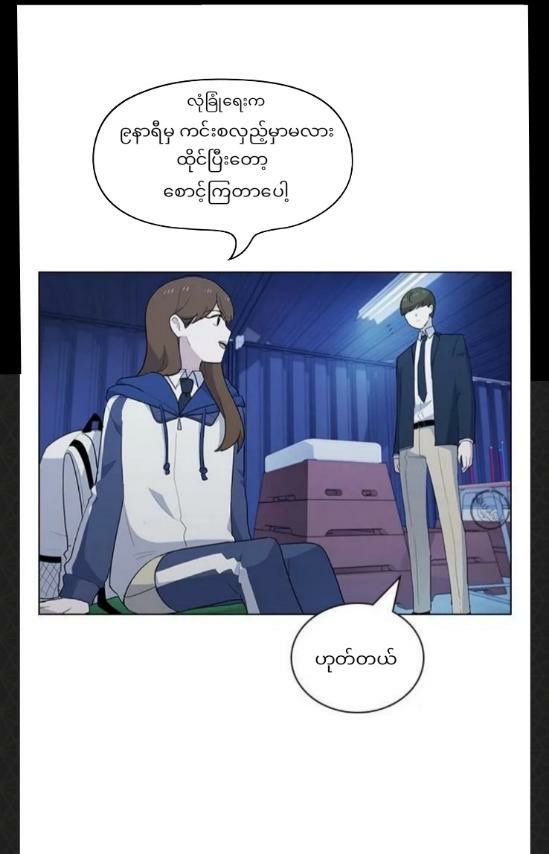 လုံခြုံရေးက
၉နာရီမှ ကင်းစလှည့်မှာမလား
ထိုင်ပြီးတော့
စောင့်ကြတာပေါ့
ဟုတ်တယ်